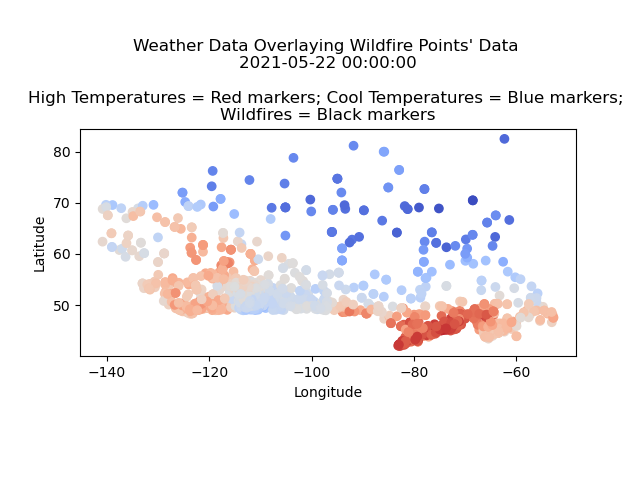 Weather Data Overlaying Wildfire Points' Data
2021-05-22 00:00:00
High Temperatures = Red markers; Cool Temperatures = Blue markers;
Wildfires = Black markers
80
70
60
50
Latitude
−140
−120
−100
−80
−60
Longitude